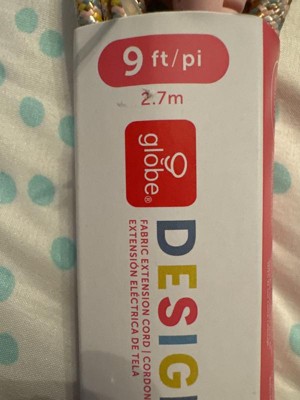 9 ft/pi
2.7m
globe®
DESIG
FABRIC EXTENSION CORD | CORDON
EXTENSIÓN ELÉCTRICA DE TELA